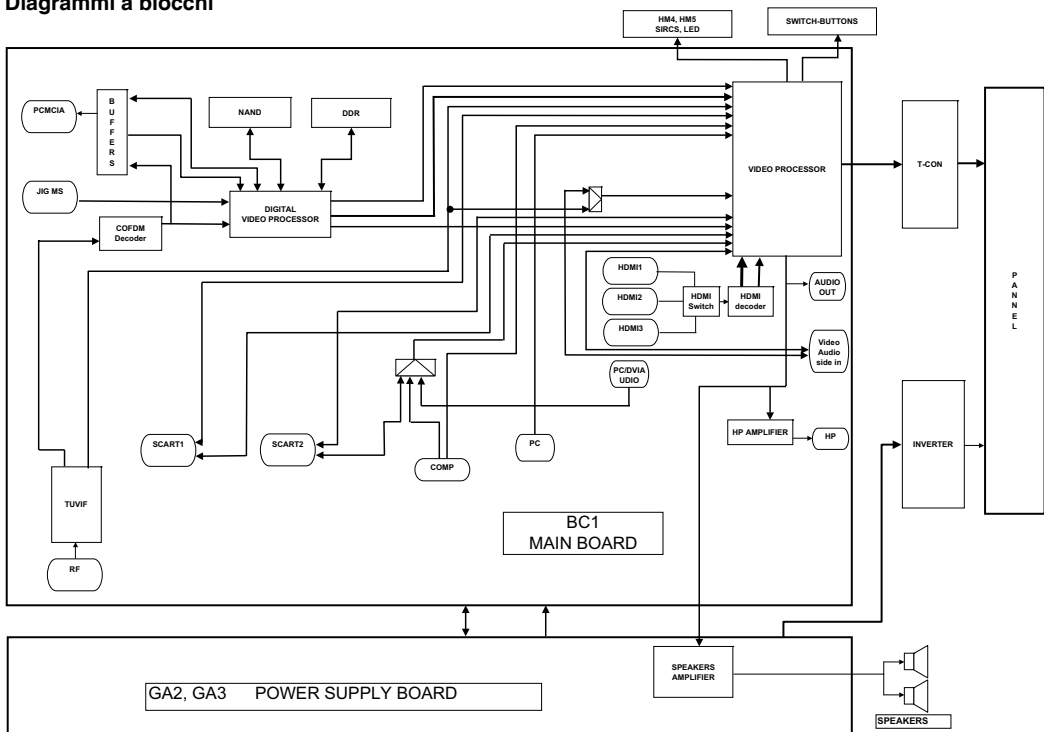 Diagrammi a blocchi
HM4, HM5
SIRCS, LED
SWITCH-BUTTONS
PCMCIA
B
U
F
F
E
R
S
NAND
DDR
VIDEO PROCESSOR
T-CON
JIG MS
DIGITAL
VIDEO PROCESSOR
COFDM
Decoder
HDMI1
HDMI2
HDMI3
HDMI
Switch
HDMI
decoder
AUDIO
OUT
P
A
N
N
E
L
Video
Audio
side in
PC/DVIA
UDIO
SCART1
SCART2
COMP
PC
HP AMPLIFIER
HP
INVERTER
TUVIF
RF
BC1
MAIN BOARD
GA2, GA3 POWER SUPPLY BOARD
SPEAKERS
AMPLIFIER
SPEAKERS